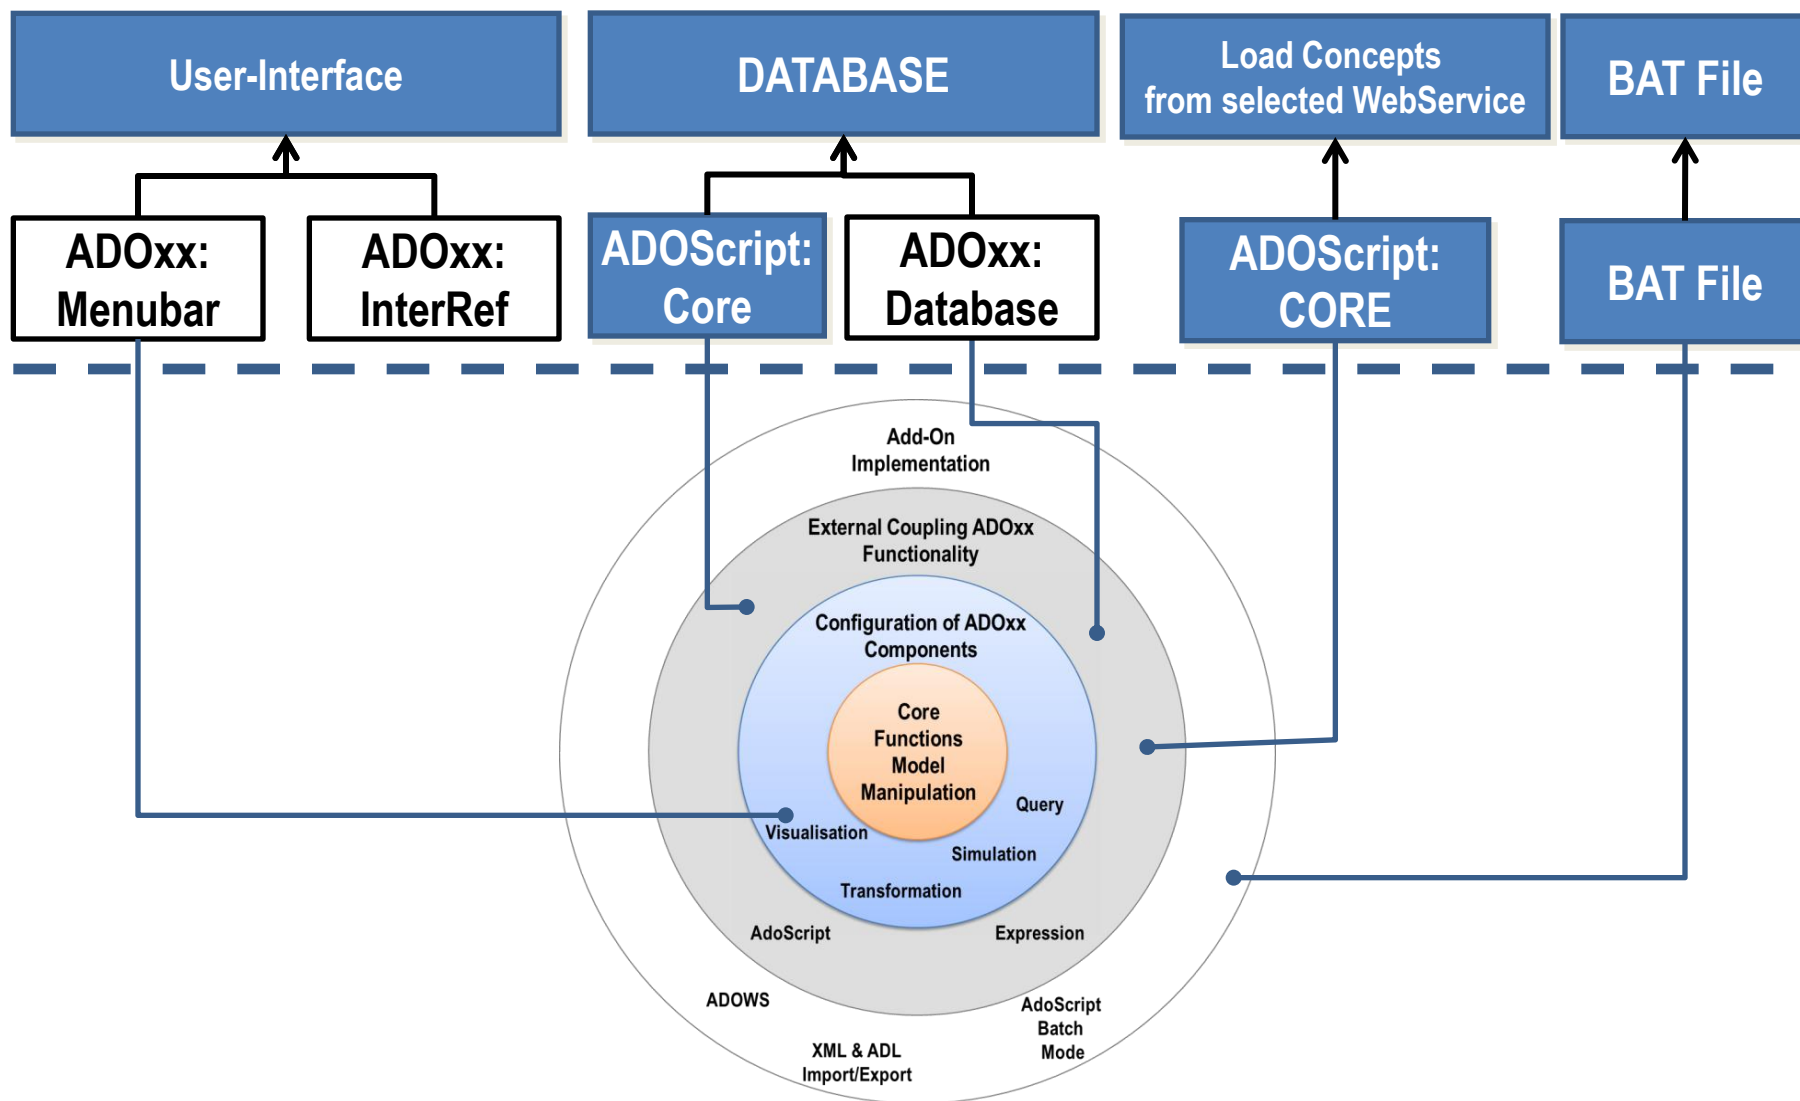 User-Interface
DATABASE
Load Concepts
from selected WebService
BAT File
ADOxx:
Menubar
ADOxx:
InterRef
ADOScript:
Core
ADOxx:
Database
ADOScript:
CORE
BAT File
Add-On
Implementation
External Coupling ADOxx
Functionality
Configuration of ADOxx
Components
Core
Functions
Model
Manipulation
Query
Visualisation
Simulation
Transformation
AdoScript
Expression
ADOWS
AdoScript
Batch
Mode
XML & ADL
Import/Export